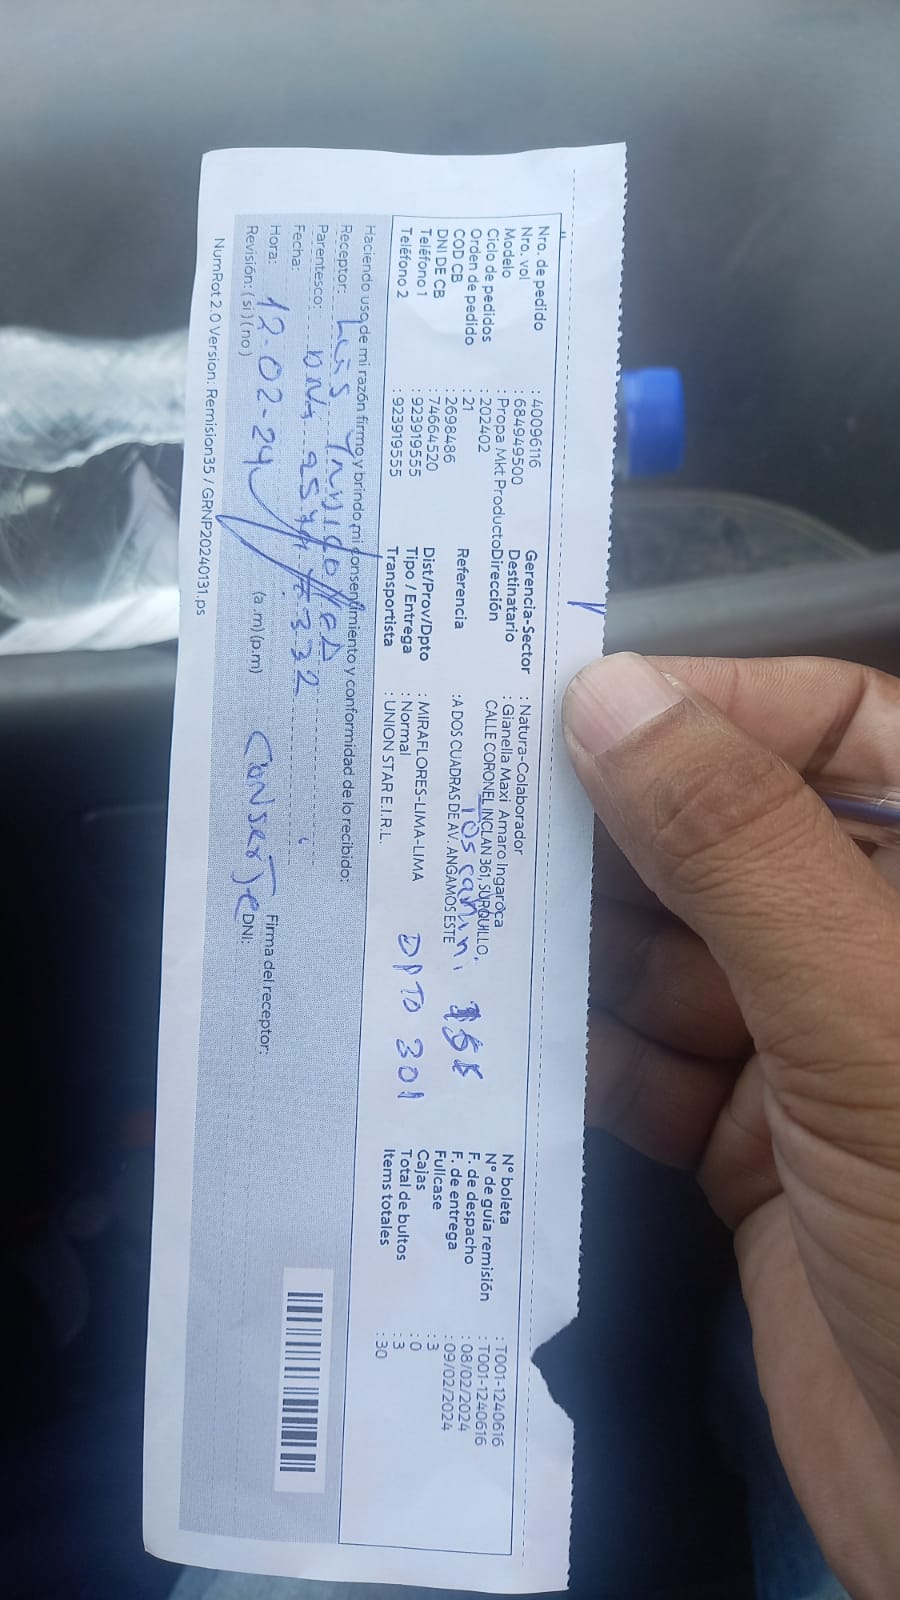 Nro. de pedido : 40096116 Gerencia-Sector : Natura-Colaborador N° boleta : T001-1240616
Nro. vol : 684949500 Destinatario : Gianella Maxi Amaro Ingaroca N° de guía remisión : T001-1240616
Modelo : Propa Mkt ProductoDirección CALLE CORONEL INCLAN 361, SURQUILLO, F. de despacho : 08/02/2024
Ciclo de pedidos : 202402 F. de entrega : 09/02/2024
Toscanini
Orden de pedido : 21 Referencia :A DOS CUADRAS DE AV. ANGAMOS ESTE Fullcase : 3
COD CB : 2698486 Cajas : 0
DNI DE CB : 74664520 Dist/Prov/Dpto : MIRAFLORES-LIMA-LIMA Total de bultos : 3
Teléfono 1 : 923919555 Tipo / Entrega : Normal DPTO 301 Items totales : 30
Teléfono 2 : 923919555 Transportista : UNION STAR E.I.R.L.
Haciendo uso de mi razón firmo y brindo mi consentimiento y conformidad de lo recibido:
Receptor: Luis
Parentesco: DNI
Fecha: 12-02-24
Hora: (a.m) (p.m) Conserje Firma del receptor:
Revisión: ( si ) ( no ) DNI:
NumRot 2.0 Version: Remision35 / GRNP20240131.ps